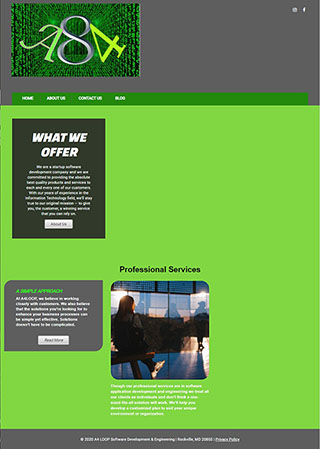 A84
HOME ABOUT US CONTACT US BLOG
WHAT WE
OFFER
We are a startup software
development company and we are
committed to providing the absolute
best quality products and services to
each and every one of our customers.
With our years of experience in the
Information Technology field, we'll stay
true to our original mission – to give
you, the customer, a winning service
that you can rely on.
About Us
Professional Services
A SIMPLE APPROACH
At A4LOOP, we believe in working
closely with customers. We also believe
that the solutions you're looking for to
enhance your business processes can
be simple yet effective. Solutions
doesn't have to be complicated.
Read More
Though our professional services are in software
application development and engineering we treat all
our clients as individuals and don't think a one-
sized fits all solution will work. We'll help you
develop a customized plan to suit your unique
environment or organization.
© 2020 A4 LOOP Software Development & Engineering | Rockville, MD 20850 | Privacy Policy